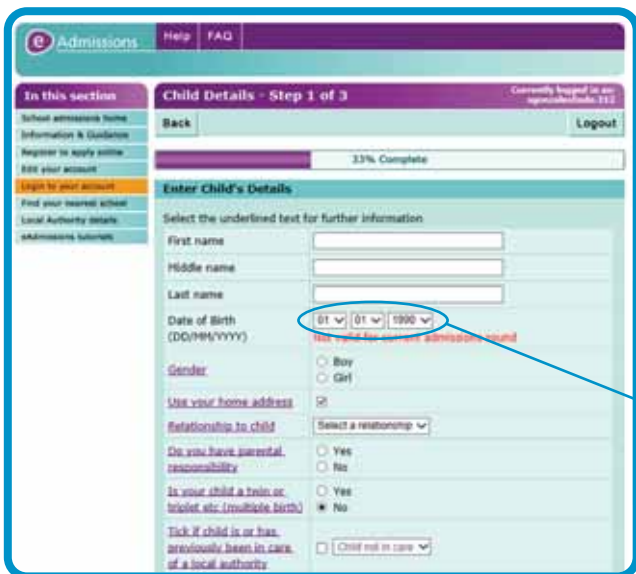 e Admissions
Help FAQ
In this section
School admissions home
Information & Guidance
Register to apply online
Edit your account
Login to your account
Find your nearest school
Local Authority details
eAdmissions tutorials
Child Details - Step 1 of 3
Currently logged in as:
Back
Logout
33% Complete
Enter Child's Details
Select the underlined text for further information
First name
Middle name
Last name
Date of Birth
(DD/MM/YYYY)
01 01 1990
Not valid for current admissions round
Gender
Boy
Girl
Use your home address
Relationship to child
Select a relationship
Do you have parental
responsibility
Yes
No
Is your child a twin or
triplet etc (multiple birth)
Yes
No
Tick if child is or has
previously been in care
of a local authority
Child not in care